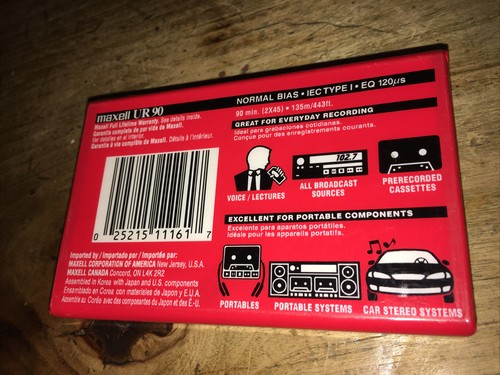 maxell UR 90
Maxell Full Lifetime Warranty. See details inside.
Garantia completa de por vida de Maxell.
Ver detalles en el interior.
Garantie à vie complète de Maxell. Détails à l'intérieur.
0 25215 11161 7
Imported by / Importado por / Importée par:
MAXELL CORPORATION OF AMERICA New Jersey, U.S.A.
MAXELL CANADA Concord, ON L4K 2R2
Assembled in Korea with Japan and U.S. components
Ensamblado en Korea con materiales de Japon y E.U.A.
Assemblé au Corée avec des composantes du Japon et des É.-U.
NORMAL BIAS • IEC TYPE I • EQ 120µs
90 min. (2X45) • 135m/443ft.
GREAT FOR EVERYDAY RECORDING
Ideal para grabaciones cotidianas.
Conçue pour des enregistrements courants.
102.7
VOICE / LECTURES
ALL BROADCAST
SOURCES
PRERECORDED
CASSETTES
EXCELLENT FOR PORTABLE COMPONENTS
Excelente para aparatos portátiles.
Idéale pour les appareils portatifs.
PORTABLES
PORTABLE SYSTEMS
CAR STEREO SYSTEMS